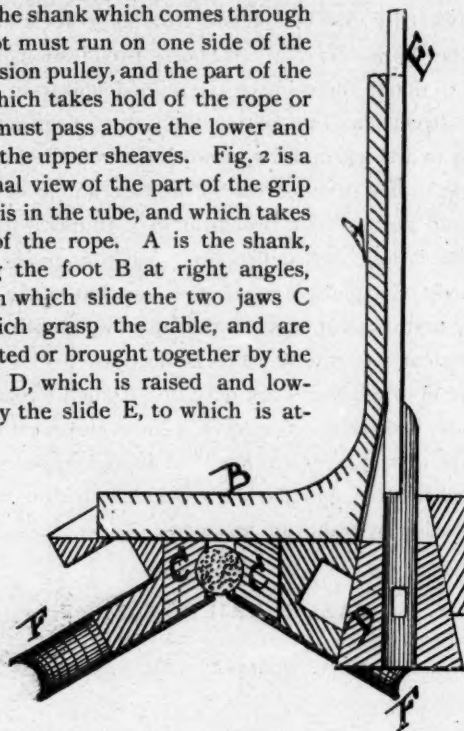 the shank which comes through
ot must run on one side of the
sion pulley, and the part of the
which takes hold of the rope or
must pass above the lower and
the upper sheaves. Fig. 2 is a
nal view of the part of the grip
is in the tube, and which takes
of the rope. A is the shank,
g the foot B at right angles,
n which slide the two jaws C
ich grasp the cable, and are
ted or brought together by the
D, which is raised and low-
y the slide E, to which is at-
E
A
B
C C
D
F
F